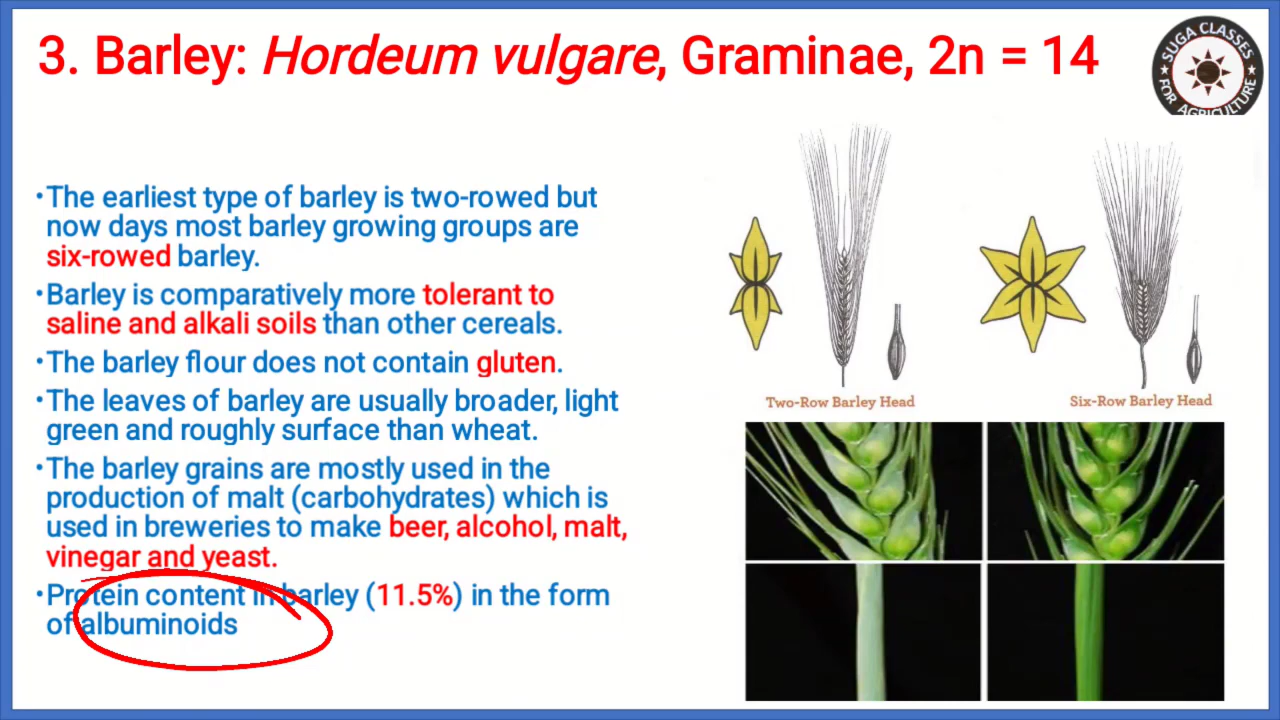 3. Barley: Hordeum vulgare, Graminae, 2n = 14
SUGA CLASSES
FOR AGRICULTURE
•The earliest type of barley is two-rowed but
now days most barley growing groups are
six-rowed barley.
•Barley is comparatively more tolerant to
saline and alkali soils than other cereals.
•The barley flour does not contain gluten.
•The leaves of barley are usually broader, light
green and roughly surface than wheat.
•The barley grains are mostly used in the
production of malt (carbohydrates) which is
used in breweries to make beer, alcohol, malt,
vinegar and yeast.
•Protein content in barley (11.5%) in the form
of albuminoids
Two-Row Barley Head
Six-Row Barley Head